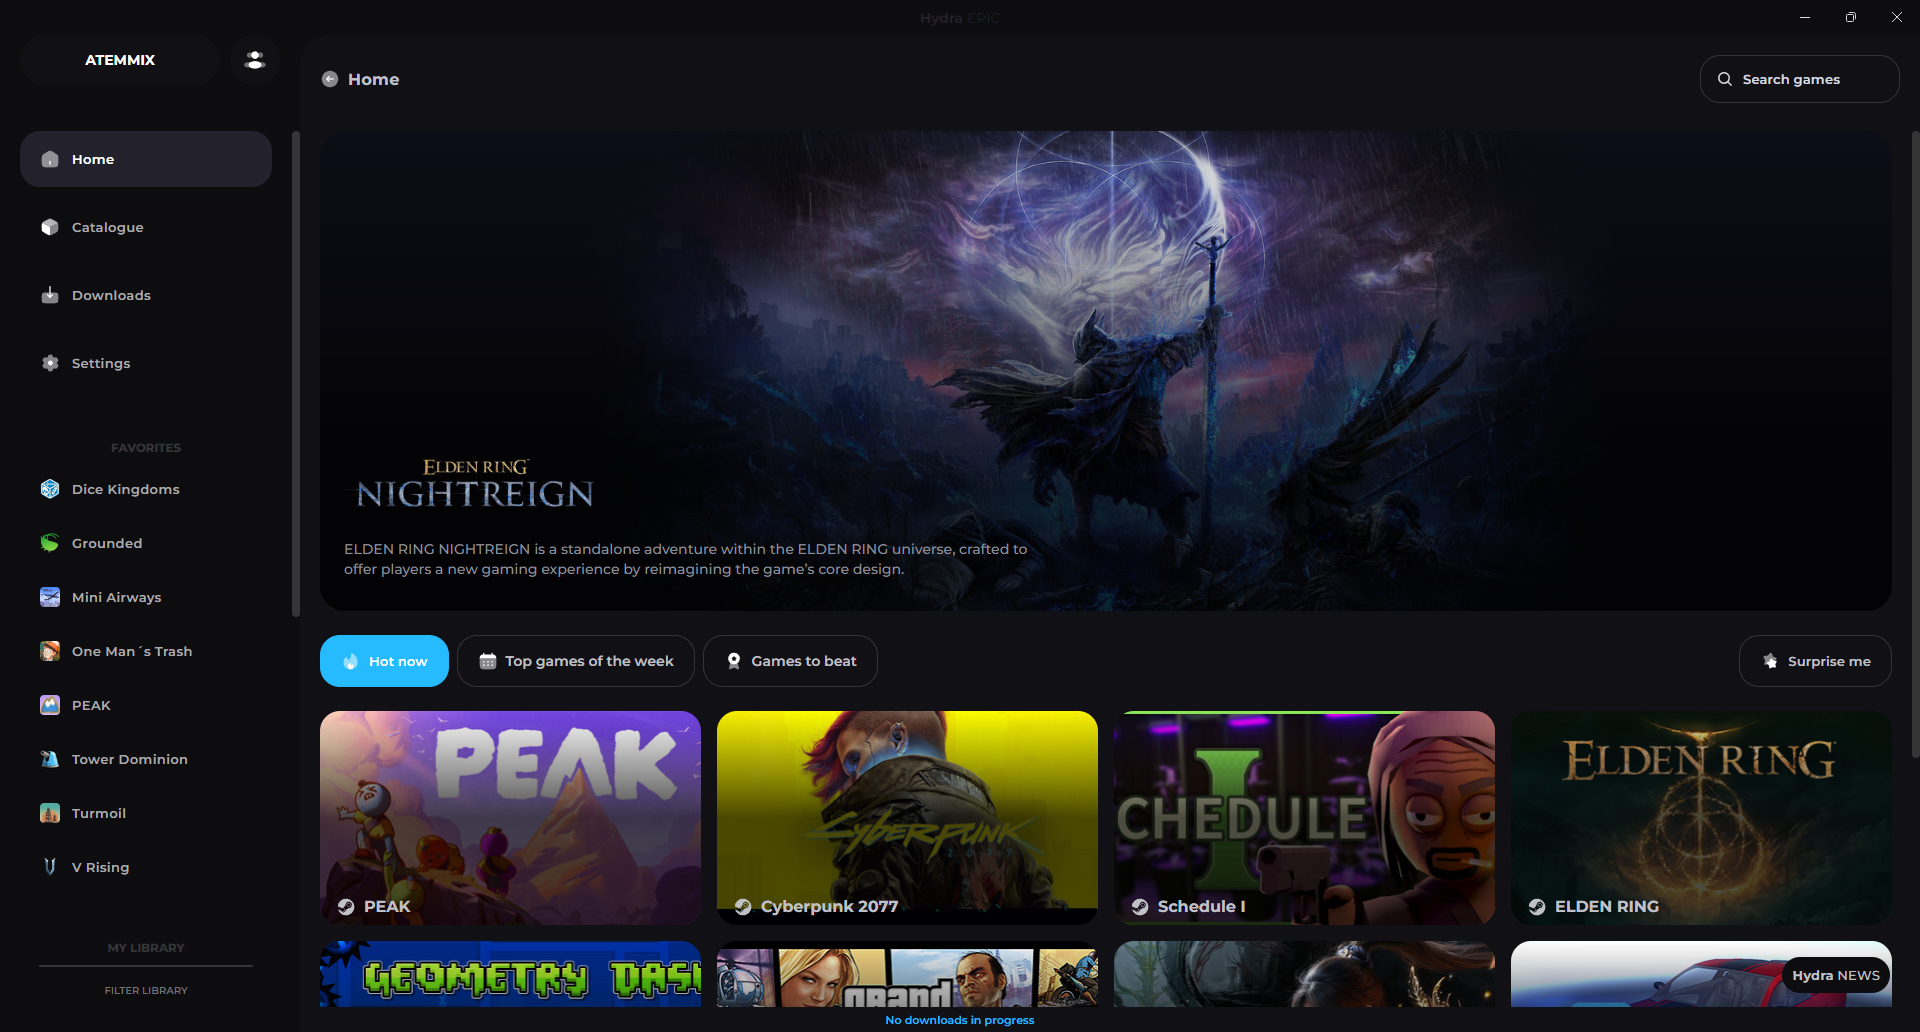 Hydra EPIC
ATEMMIX
Home
Search games
Home
Catalogue
Downloads
Settings
FAVORITES
Dice Kingdoms
Grounded
Mini Airways
One Man´s Trash
PEAK
Tower Dominion
Turmoil
V Rising
MY LIBRARY
FILTER LIBRARY
ELDEN RING
NIGHTREIGN
ELDEN RING NIGHTREIGN is a standalone adventure within the ELDEN RING universe, crafted to
offer players a new gaming experience by reimagining the game’s core design.
Hot now
Top games of the week
Games to beat
Surprise me
PEAK
PEAK
Cyberpunk
2077
Cyberpunk 2077
I
CHEDULE
Schedule I
ELDEN RING
ELDEN RING
GEOMETRY DASH
grand
Hydra NEWS
No downloads in progress